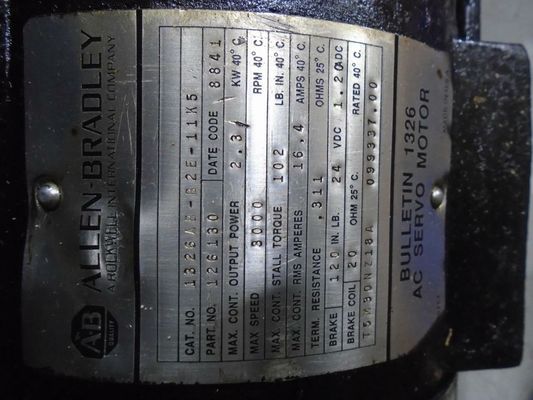 AB
QUALITY
ALLEN-BRADLEY
A ROCKWELL INTERNATIONAL COMPANY
CAT. NO. 1326AB-B2E-11K5
PART NO. 126130 DATE CODE 8841
MAX. CONT. OUTPUT POWER 2.3 KW 40° C.
MAX SPEED 3000 RPM 40° C.
MAX. CONT. STALL TORQUE 102 LB. IN. 40° C.
MAX. CONT. RMS AMPERES 16.4 AMPS 40° C.
TERM. RESISTANCE .311 OHMS 25° C.
BRAKE 120 IN. LB. 24 VDC 1.20 ADC
BRAKE COIL 20 OHM 25° C. RATED 40° C.
099337.00
BULLETIN 1326
AC SERVO MOTOR